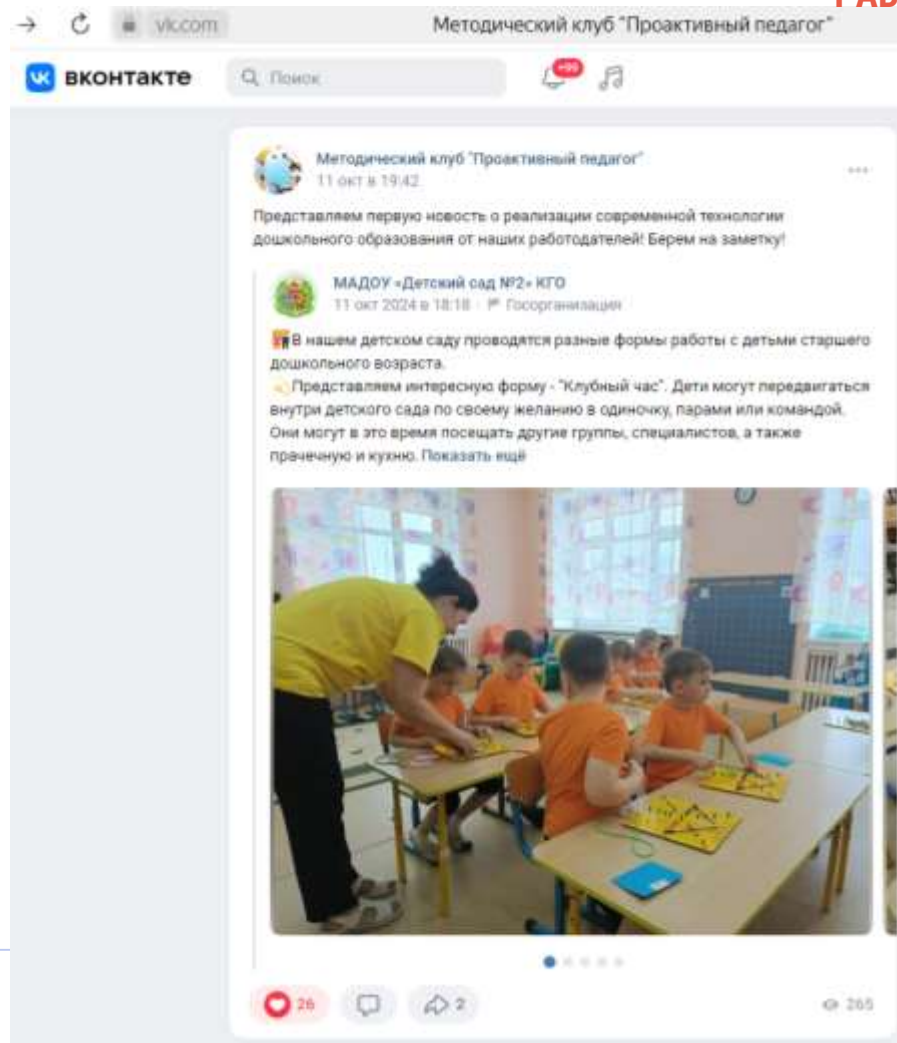 vk.com
Методический клуб "Проактивный педагог"
вконтакте
Поиск
+99
Методический клуб "Проактивный педагог"
11 окт в 19:42
Представляем первую новость о реализации современной технологии
дошкольного образования от наших работодателей! Берем на заметку!
МАДОУ «Детский сад №2» КГО
11 окт 2024 в 18:18 · Госорганизация
В нашем детском саду проводятся разные формы работы с детьми старшего
дошкольного возраста.
Представляем интересную форму - "Клубный час". Дети могут передвигаться
внутри детского сада по своему желанию в одиночку, парами или командой.
Они могут в это время посещать другие группы, специалистов, а также
прачечную и кухню. Показать ещё
26
2
265